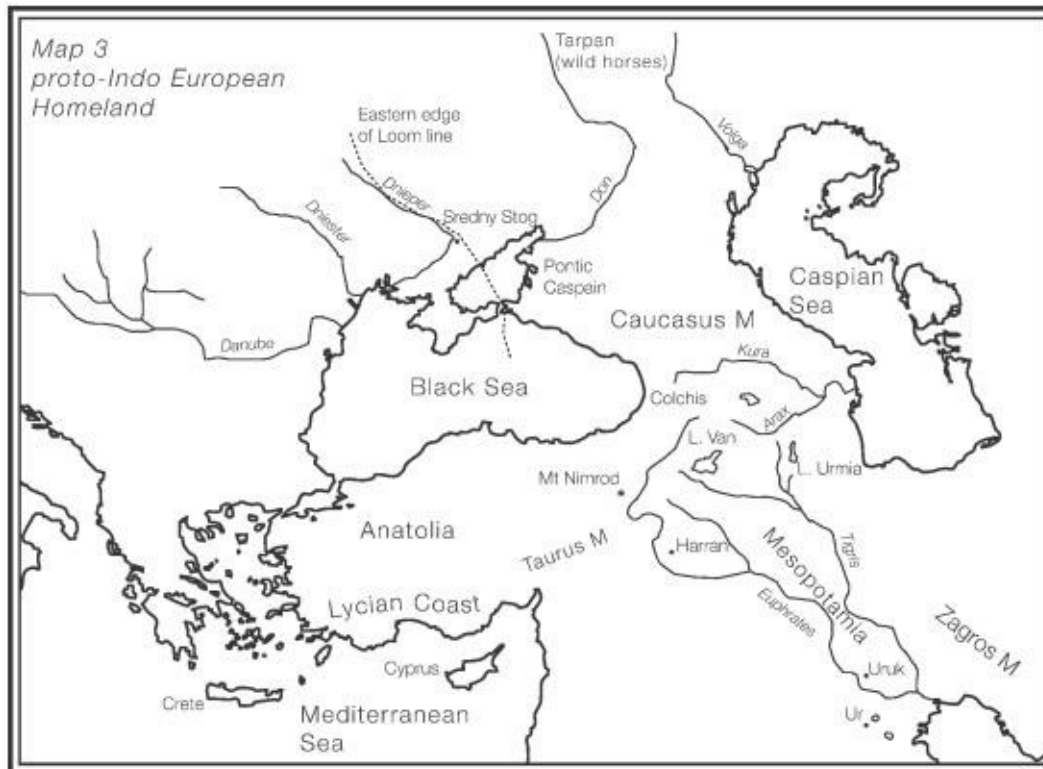 Map 3
proto-Indo European
Homeland
Tarpan
(wild horses)
Eastern edge
of Loom line
Volga
Dnieper
Don
Dniester
Sredny Stog
Pontic
Caspain
Caspian
Sea
Caucasus M
Danube
Kura
Black Sea
Colchis
Arax
L. Van
L. Urmia
Mt Nimrod
Anatolia
Taurus M
Harran
Tigris
Mesopotamia
Lycian Coast
Euphrates
Zagros M
Cyprus
Uruk
Crete
Mediterranean
Sea
Ur